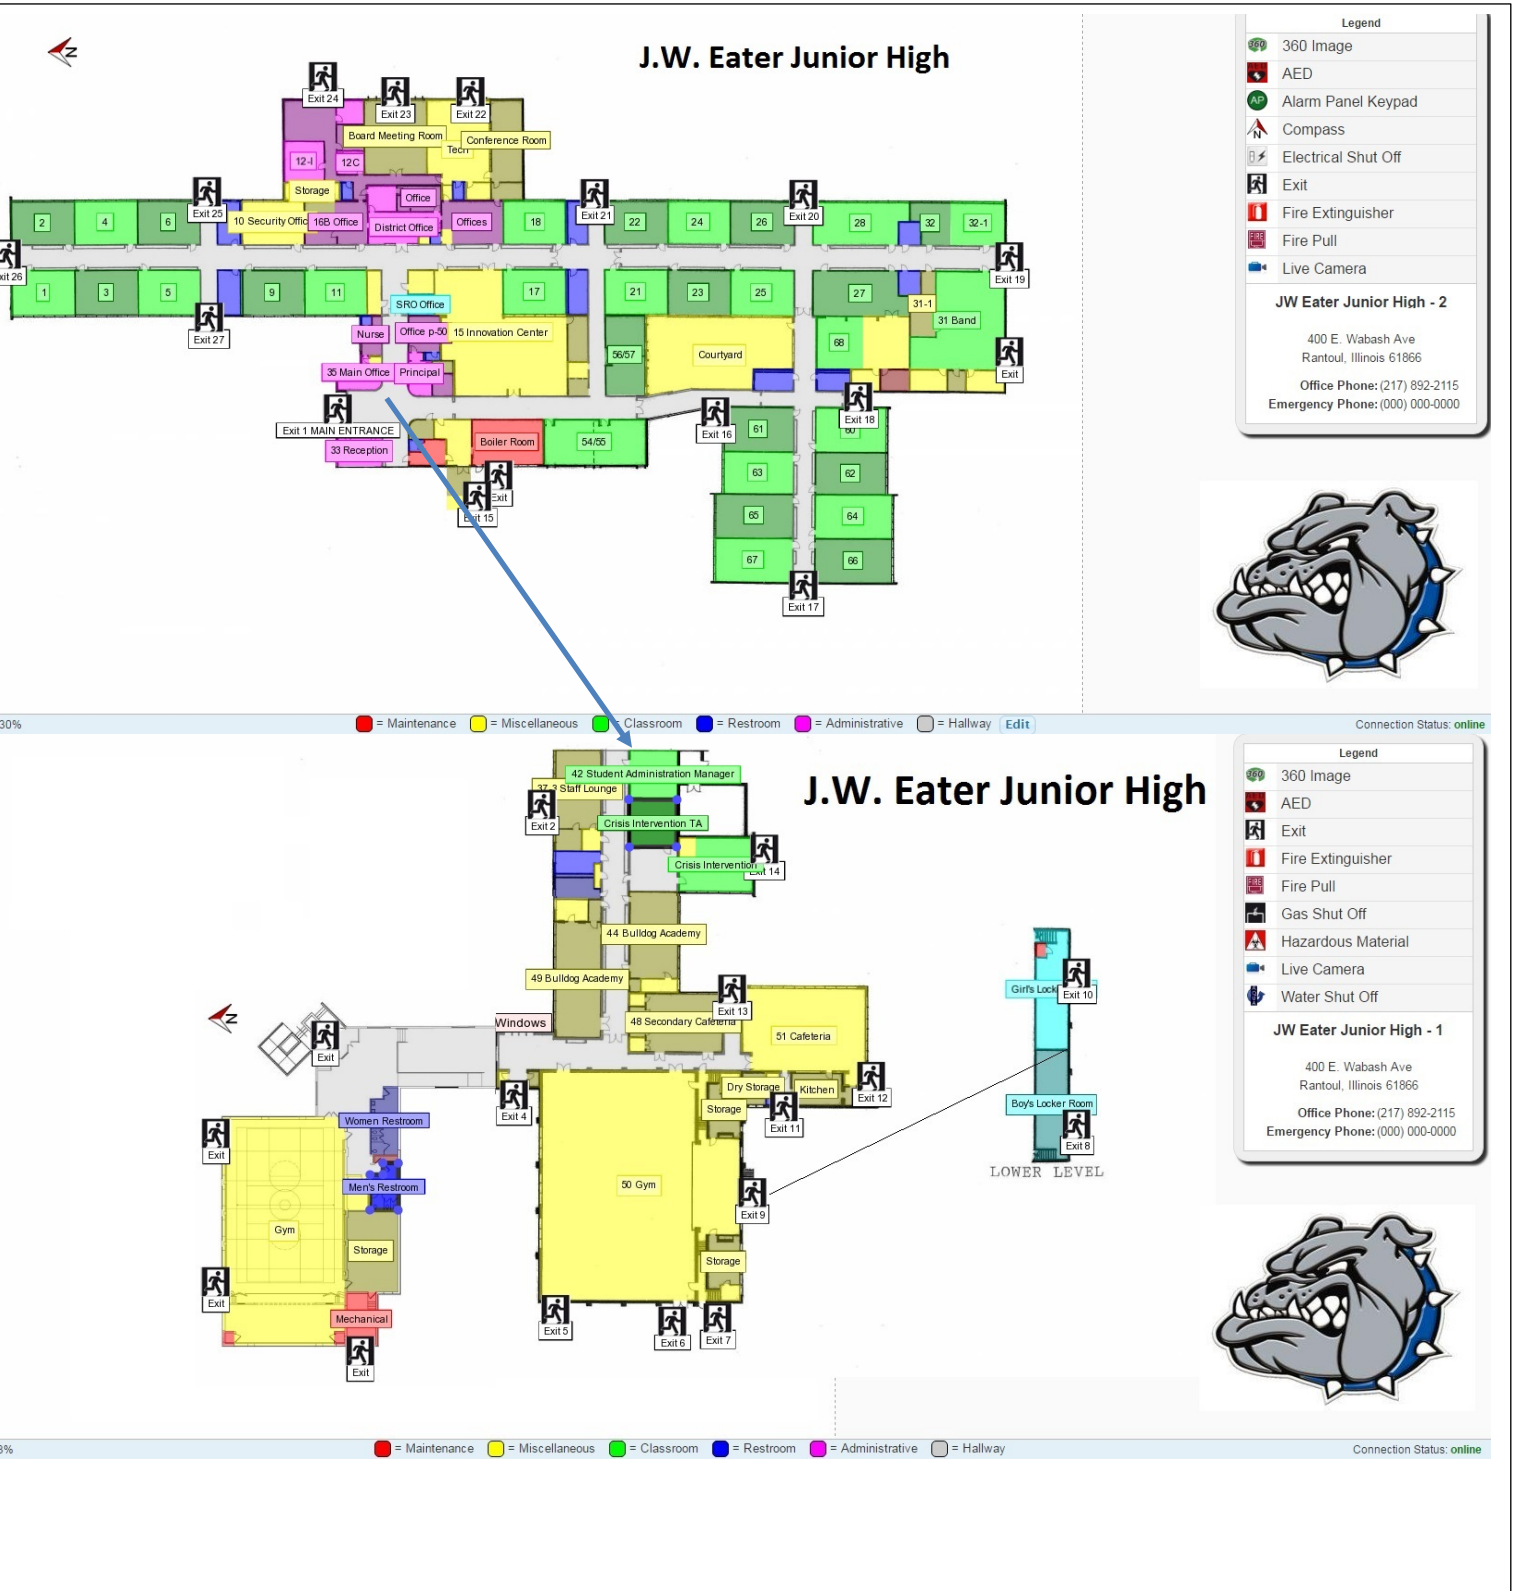 N
J.W. Eater Junior High
Exit 24
Exit 23
Exit 22
Board Meeting Room
Conference Room
Tech
12-I
12C
Storage
Office
Exit 25
Exit 21
Exit 20
2
4
6
10 Security Offic
16B Office
District Office
Offices
18
22
24
26
28
32
32-1
xit 26
Exit 19
1
3
5
9
11
SRO Office
17
21
23
25
27
31-1
31 Band
Exit 27
Nurse
Office p-50
15 Innovation Center
56/57
Courtyard
68
35 Main Office
Principal
Exit
Exit 1 MAIN ENTRANCE
33 Reception
Boiler Room
54/55
Exit 16
61
Exit 18
60
63
62
Exit
Exit 15
65
64
67
66
Exit 17
Legend
360 Image
AED
Alarm Panel Keypad
Compass
Electrical Shut Off
Exit
Fire Extinguisher
Fire Pull
Live Camera
JW Eater Junior High - 2
400 E. Wabash Ave
Rantoul, Illinois 61866
Office Phone: (217) 892-2115
Emergency Phone: (000) 000-0000
30%
= Maintenance = Miscellaneous = Classroom = Restroom = Administrative = Hallway Edit
Connection Status: online
J.W. Eater Junior High
42 Student Administration Manager
37-3 Staff Lounge
Exit 2
Crisis Intervention TA
Crisis Intervention
Exit 14
44 Bulldog Academy
49 Bulldog Academy
Exit 13
Girl's Lock
Exit 10
N
Windows
48 Secondary Cafeteria
51 Cafeteria
Exit
Exit 4
Dry Storage
Kitchen
Exit 12
Storage
Exit 11
Boy's Locker Room
Exit 8
LOWER LEVEL
Women Restroom
Exit
Men's Restroom
50 Gym
Exit 9
Gym
Storage
Storage
Exit
Mechanical
Exit
Exit 5
Exit 6
Exit 7
Legend
360 Image
AED
Exit
Fire Extinguisher
Fire Pull
Gas Shut Off
Hazardous Material
Live Camera
Water Shut Off
JW Eater Junior High - 1
400 E. Wabash Ave
Rantoul, Illinois 61866
Office Phone: (217) 892-2115
Emergency Phone: (000) 000-0000
= Maintenance = Miscellaneous = Classroom = Restroom = Administrative = Hallway
Connection Status: online